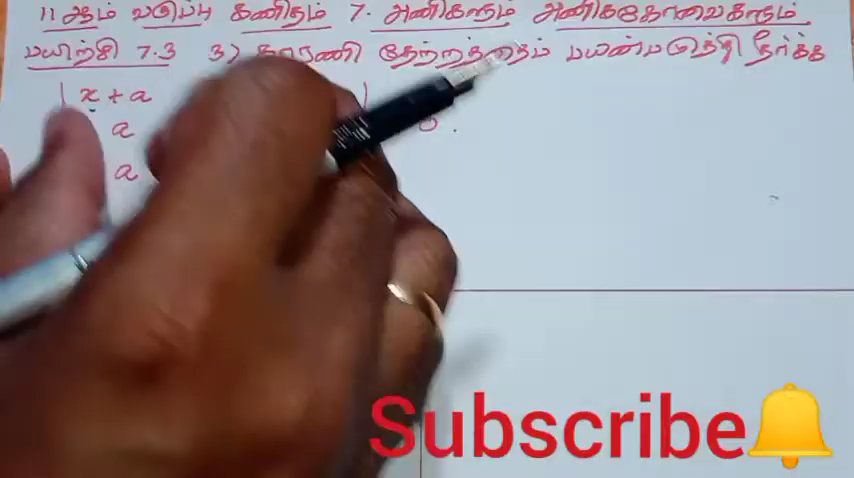 11 ஆம் வகுப்பு கணிதம் 7. அணிகளும் அணிக்கோவைகளும்
பயிற்சி 7.3 3) காரணி தேற்றத்தைப் பயன்படுத்தி தீர்க்க
x + a
a
a
Subscribe